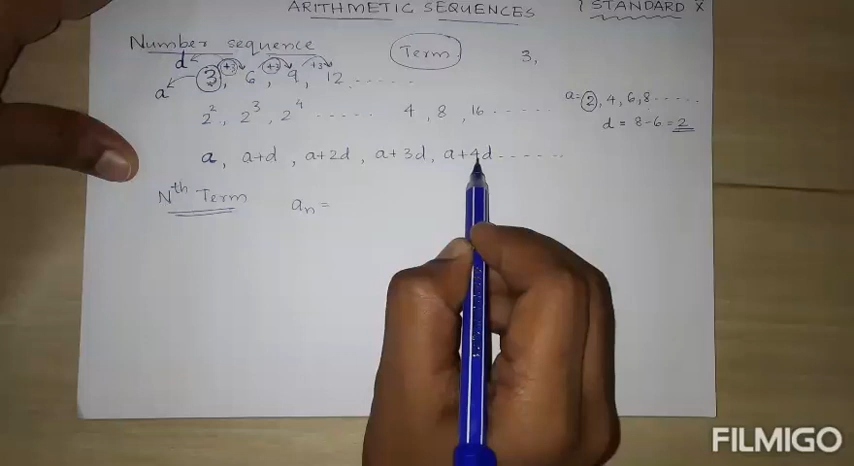 ARITHMETIC SEQUENCES
STANDARD X
Number sequence
Term
3,
d
+3 +3 +3
3, 6, 9, 12 ......
a
a = 2, 4, 6, 8 .....
d = 8 - 6 = 2
2², 2³, 2⁴ ..... 4, 8, 16 ......
a, a+d, a+2d, a+3d, a+4d ......
Nth Term aₙ =
FILMIGO